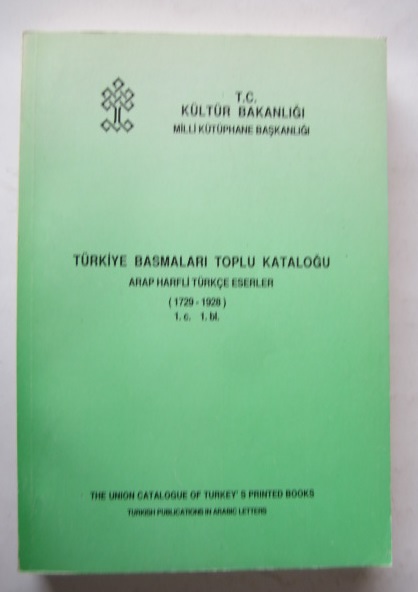 T.C.
KÜLTÜR BAKANLIĞI
MİLLİ KÜTÜPHANE BAŞKANLIĞI
TÜRKİYE BASMALARI TOPLU KATALOĞU
ARAP HARFLİ TÜRKÇE ESERLER
(1729 - 1928)
1. c. 1. bl.
THE UNION CATALOGUE OF TURKEY'S PRINTED BOOKS
TURKISH PUBLICATIONS IN ARABIC LETTERS